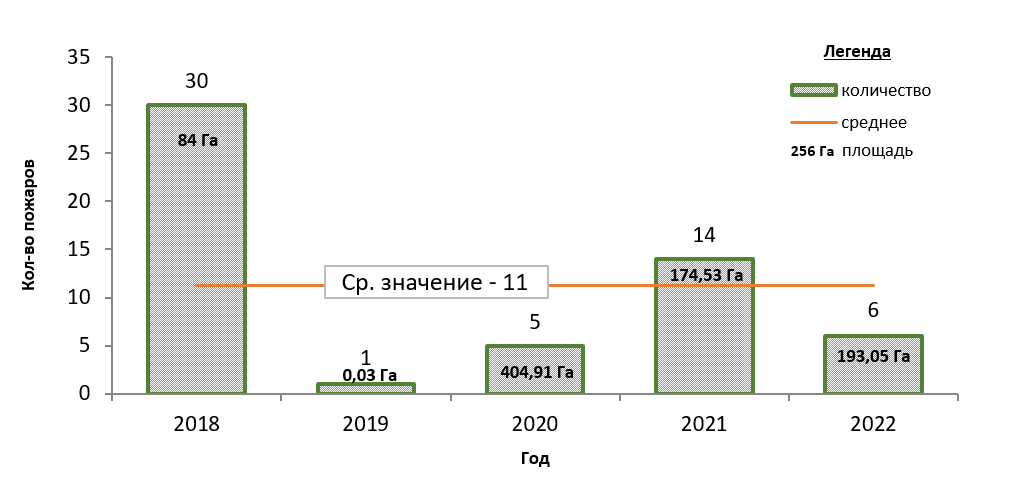 Легенда
количество
среднее
256 Га площадь
Кол-во пожаров
35
30
25
20
15
10
5
0
30
84 Га
1
0,03 Га
5
404,91 Га
14
174,53 Га
6
193,05 Га
Ср. значение - 11
2018 2019 2020 2021 2022
Год